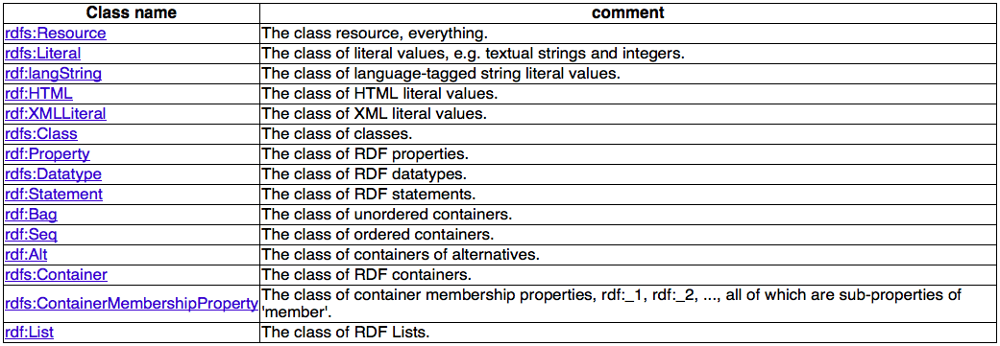 Class name comment
rdfs:Resource The class resource, everything.
rdfs:Literal The class of literal values, e.g. textual strings and integers.
rdf:langString The class of language-tagged string literal values.
rdf:HTML The class of HTML literal values.
rdf:XMLLiteral The class of XML literal values.
rdfs:Class The class of classes.
rdf:Property The class of RDF properties.
rdfs:Datatype The class of RDF datatypes.
rdf:Statement The class of RDF statements.
rdf:Bag The class of unordered containers.
rdf:Seq The class of ordered containers.
rdf:Alt The class of containers of alternatives.
rdfs:Container The class of RDF containers.
rdfs:ContainerMembershipProperty The class of container membership properties, rdf:_1, rdf:_2, ..., all of which are sub-properties of
'member'.
rdf:List The class of RDF Lists.